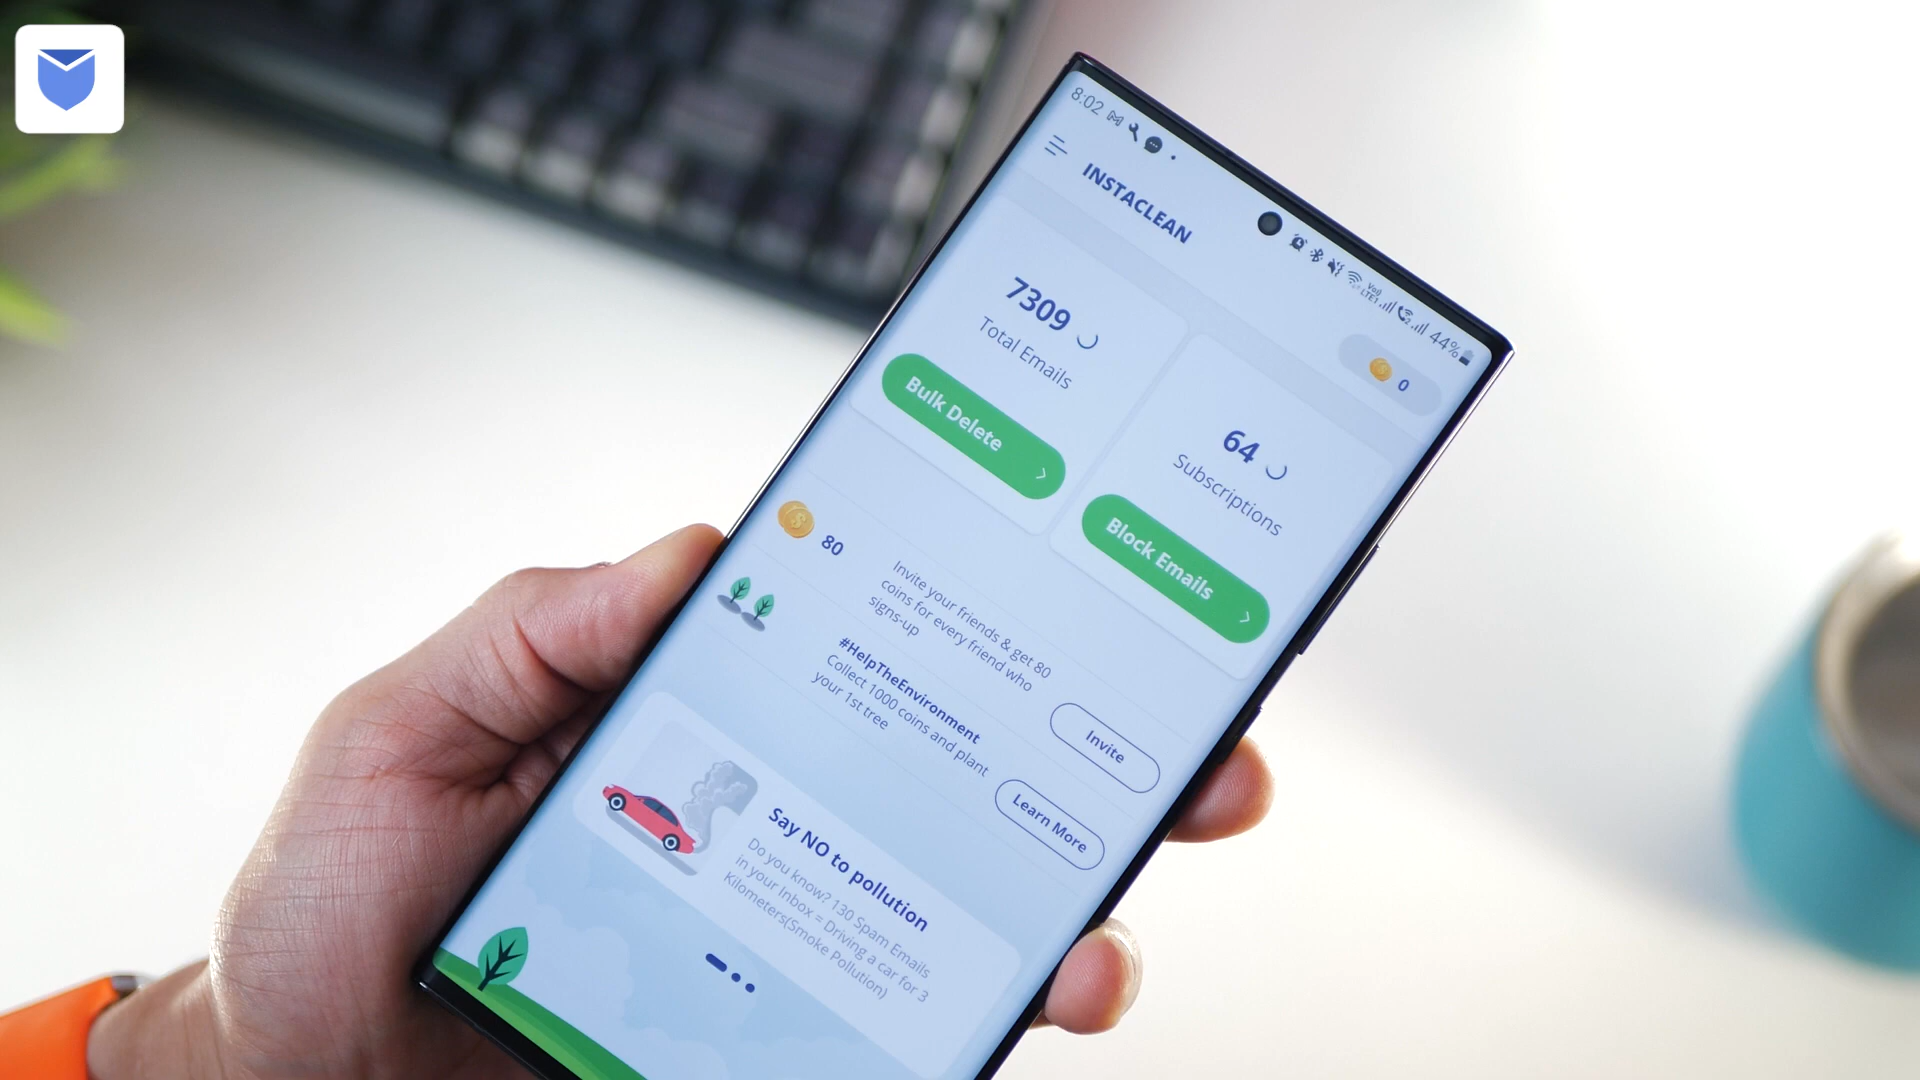 8:02
Vo)
LTE1
2
44%
INSTACLEAN
0
7309
Total Emails
Bulk Delete
64
Subscriptions
Block Emails
80
Invite your friends & get 80
coins for every friend who
signs-up
Invite
#HelpTheEnvironment
Collect 1000 coins and plant
your 1st tree
Learn More
Say NO to pollution
Do you know? 130 Spam Emails
in your Inbox = Driving a car for 3
Kilometers(Smoke Pollution)